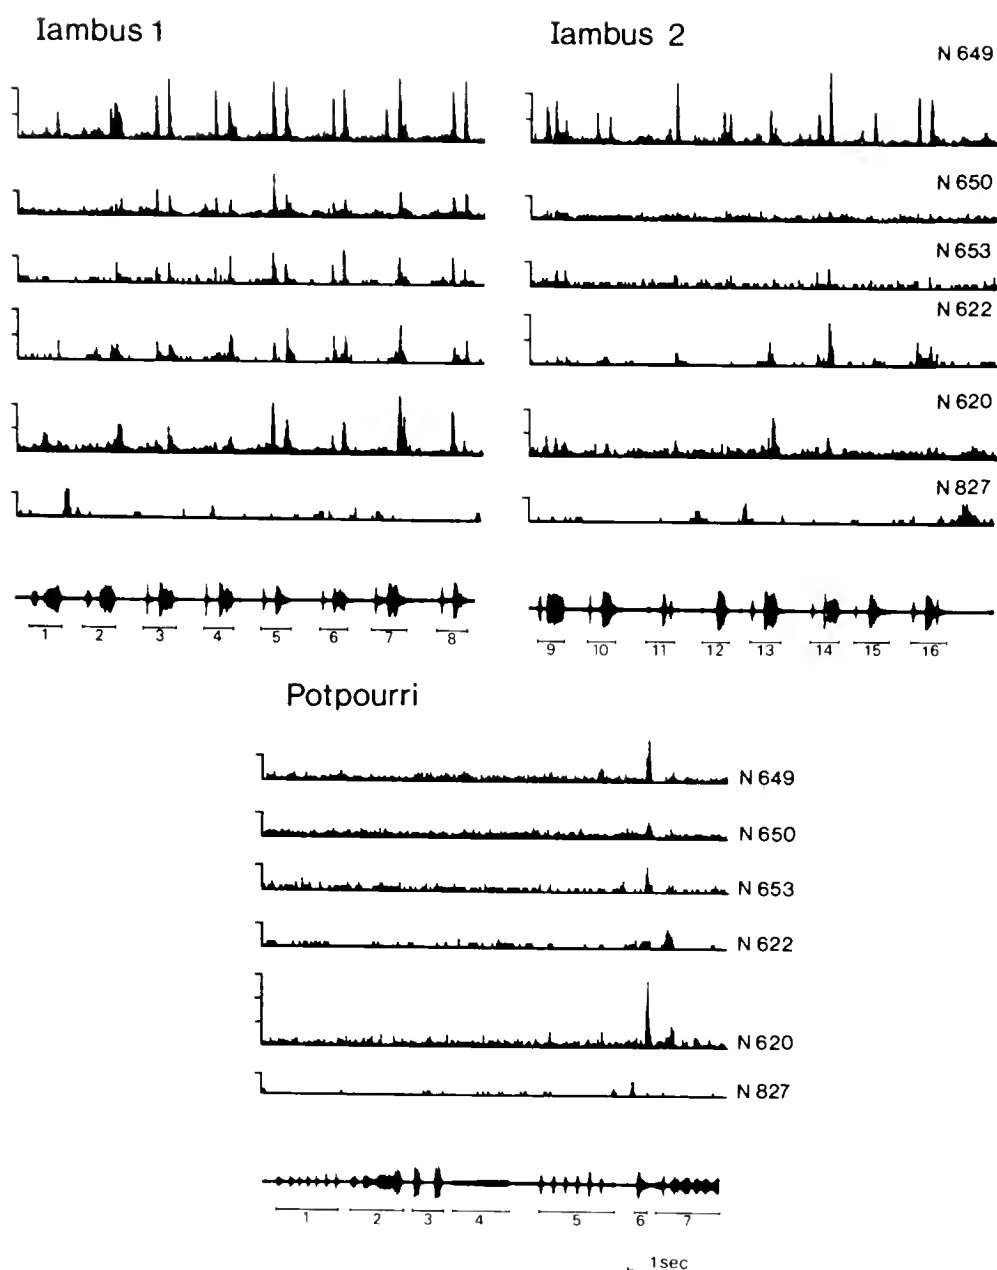 Iambus 1
Iambus 2
N 649
N 650
N 653
N 622
N 620
N 827
1 2 3 4 5 6 7 8
9 10 11 12 13 14 15 16
Potpourri
N 649
N 650
N 653
N 622
N 620
N 827
1 2 3 4 5 6 7
1sec